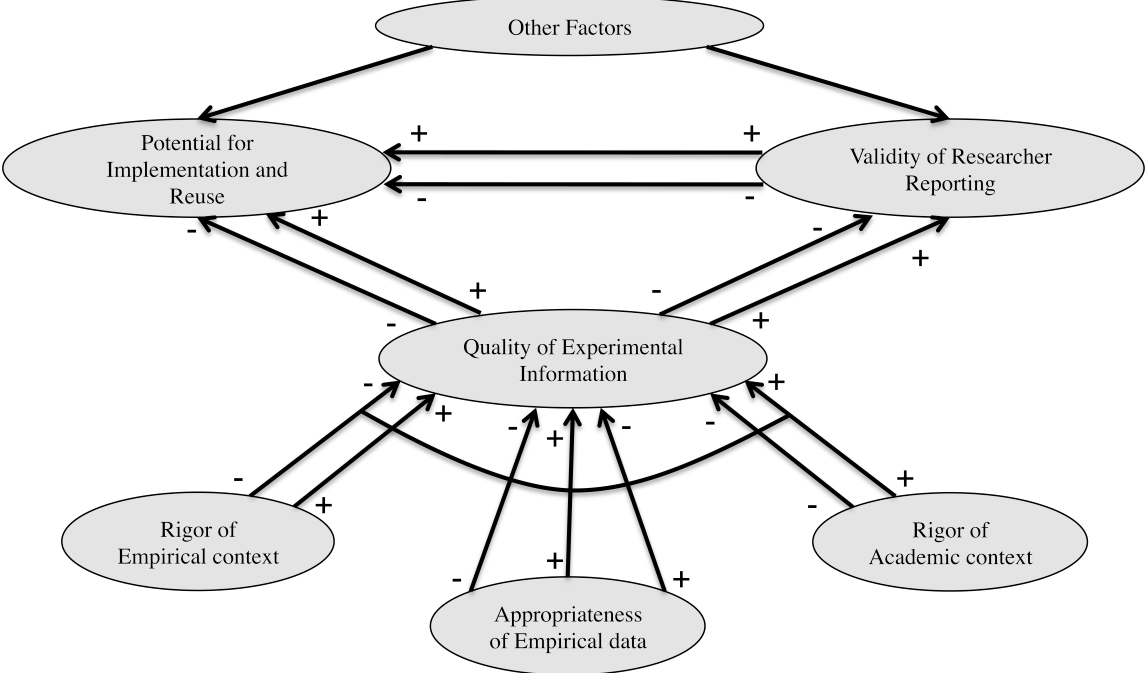 Other Factors
Potential for
Implementation and
Reuse
+
+
-
-
Validity of Researcher
Reporting
-
+
-
+
+
-
-
+
-
+
Quality of Experimental
Information
-
+
-
+
-
-
+
-
+
+
-
Rigor of
Empirical context
-
+
+
Appropriateness
of Empirical data
Rigor of
Academic context